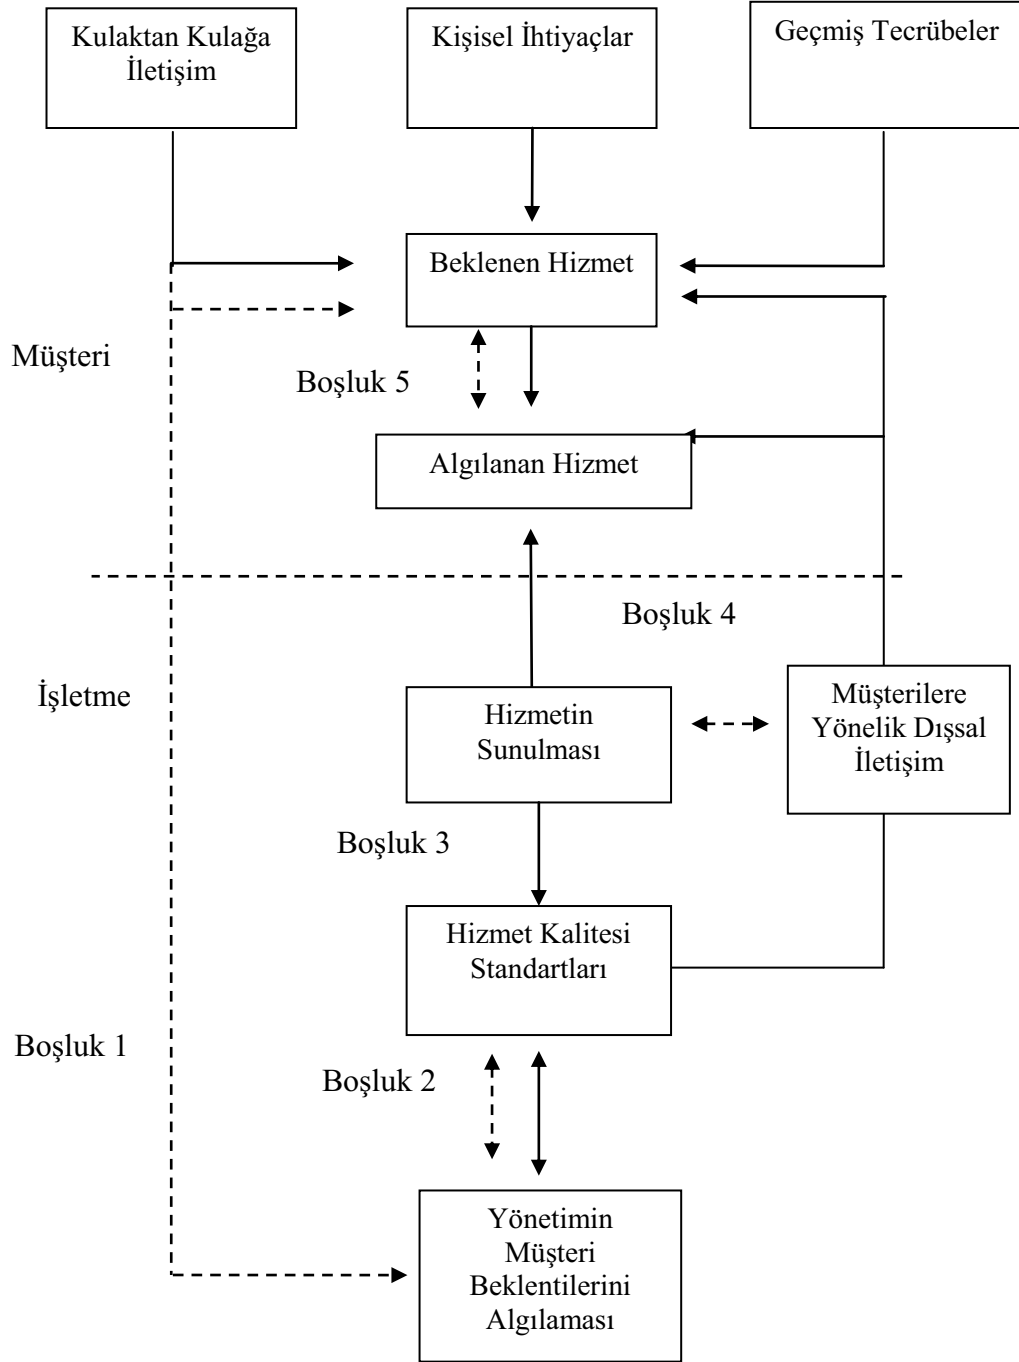 Kulaktan Kulağa
İletişim
Kişisel İhtiyaçlar
Geçmiş Tecrübeler
Beklenen Hizmet
Müşteri
Boşluk 5
Algılanan Hizmet
Boşluk 4
İşletme
Hizmetin
Sunulması
Müşterilere
Yönelik Dışsal
İletişim
Boşluk 3
Hizmet Kalitesi
Standartları
Boşluk 1
Boşluk 2
Yönetimin
Müşteri
Beklentilerini
Algılaması